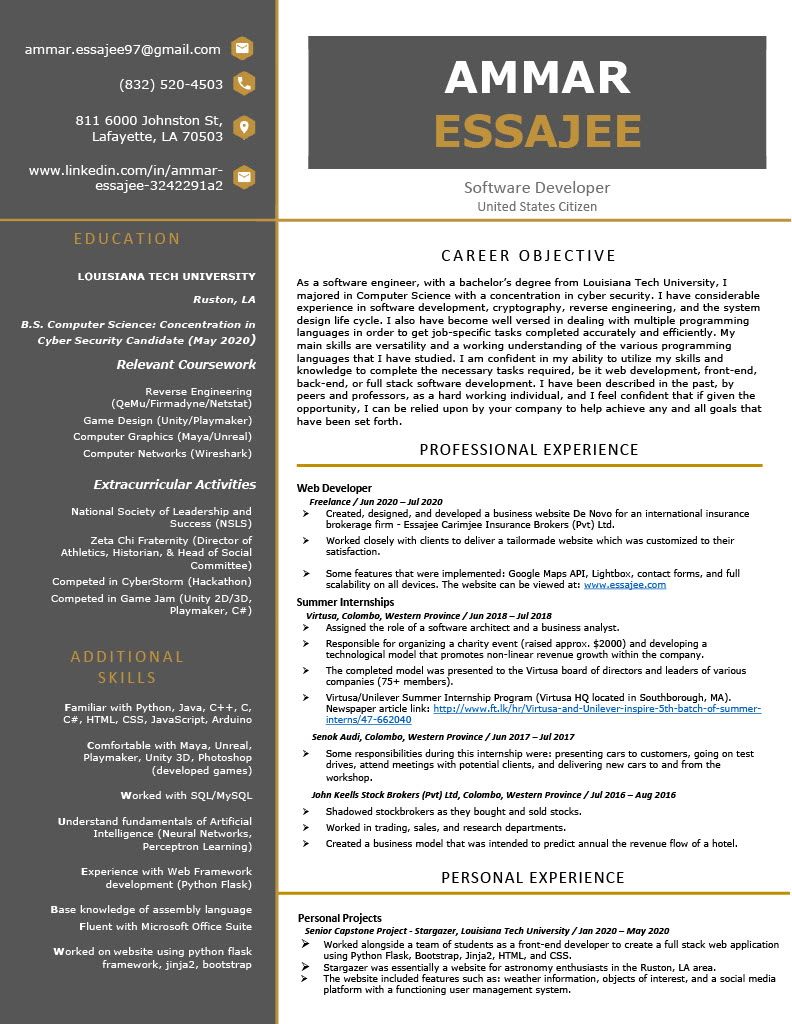 ammar.essajee97@gmail.com
(832) 520-4503
811 6000 Johnston St,
Lafayette, LA 70503
www.linkedin.com/in/ammar-
essajee-3242291a2
EDUCATION
LOUISIANA TECH UNIVERSITY
Ruston, LA
B.S. Computer Science: Concentration in
Cyber Security Candidate (May 2020)
Relevant Coursework
Reverse Engineering
(QeMu/Firmadyne/Netstat)
Game Design (Unity/Playmaker)
Computer Graphics (Maya/Unreal)
Computer Networks (Wireshark)
Extracurricular Activities
National Society of Leadership and
Success (NSLS)
Zeta Chi Fraternity (Director of
Athletics, Historian, & Head of Social
Committee)
Competed in CyberStorm (Hackathon)
Competed in Game Jam (Unity 2D/3D,
Playmaker, C#)
ADDITIONAL
SKILLS
Familiar with Python, Java, C++, C,
C#, HTML, CSS, JavaScript, Arduino
Comfortable with Maya, Unreal,
Playmaker, Unity 3D, Photoshop
(developed games)
Worked with SQL/MySQL
Understand fundamentals of Artificial
Intelligence (Neural Networks,
Perceptron Learning)
Experience with Web Framework
development (Python Flask)
Base knowledge of assembly language
Fluent with Microsoft Office Suite
Worked on website using python flask
framework, jinja2, bootstrap
AMMAR
ESSAJEE
Software Developer
United States Citizen
CAREER OBJECTIVE
As a software engineer, with a bachelor's degree from Louisiana Tech University, I
majored in Computer Science with a concentration in cyber security. I have considerable
experience in software development, cryptography, reverse engineering, and the system
design life cycle. I also have become well versed in dealing with multiple programming
languages in order to get job-specific tasks completed accurately and efficiently. My
main skills are versatility and a working understanding of the various programming
languages that I have studied. I am confident in my ability to utilize my skills and
knowledge to complete the necessary tasks required, be it web development, front-end,
back-end, or full stack software development. I have been described in the past, by
peers and professors, as a hard working individual, and I feel confident that if given the
opportunity, I can be relied upon by your company to help achieve any and all goals that
have been set forth.
PROFESSIONAL EXPERIENCE
Web Developer
Freelance / Jun 2020 – Jul 2020
➢ Created, designed, and developed a business website De Novo for an international insurance
brokerage firm - Essajee Carimjee Insurance Brokers (Pvt) Ltd.
➢ Worked closely with clients to deliver a tailormade website which was customized to their
satisfaction.
➢ Some features that were implemented: Google Maps API, Lightbox, contact forms, and full
scalability on all devices. The website can be viewed at: www.essajee.com
Summer Internships
Virtusa, Colombo, Western Province / Jun 2018 – Jul 2018
➢ Assigned the role of a software architect and a business analyst.
➢ Responsible for organizing a charity event (raised approx. $2000) and developing a
technological model that promotes non-linear revenue growth within the company.
➢ The completed model was presented to the Virtusa board of directors and leaders of various
companies (75+ members).
➢ Virtusa/Unilever Summer Internship Program (Virtusa HQ located in Southborough, MA).
Newspaper article link: http://www.ft.lk/hr/Virtusa-and-Unilever-inspire-5th-batch-of-summer-
interns/47-662040
Senok Audi, Colombo, Western Province / Jun 2017 – Jul 2017
➢ Some responsibilities during this internship were: presenting cars to customers, going on test
drives, attend meetings with potential clients, and delivering new cars to and from the
workshop.
John Keells Stock Brokers (Pvt) Ltd, Colombo, Western Province / Jul 2016 – Aug 2016
➢ Shadowed stockbrokers as they bought and sold stocks.
➢ Worked in trading, sales, and research departments.
➢ Created a business model that was intended to predict annual the revenue flow of a hotel.
PERSONAL EXPERIENCE
Personal Projects
Senior Capstone Project - Stargazer, Louisiana Tech University / Jan 2020 – May 2020
➢ Worked alongside a team of students as a front-end developer to create a full stack web application
using Python Flask, Bootstrap, Jinja2, HTML, and CSS.
➢ Stargazer was essentially a website for astronomy enthusiasts in the Ruston, LA area.
➢ The website included features such as: weather information, objects of interest, and a social media
platform with a functioning user management system.